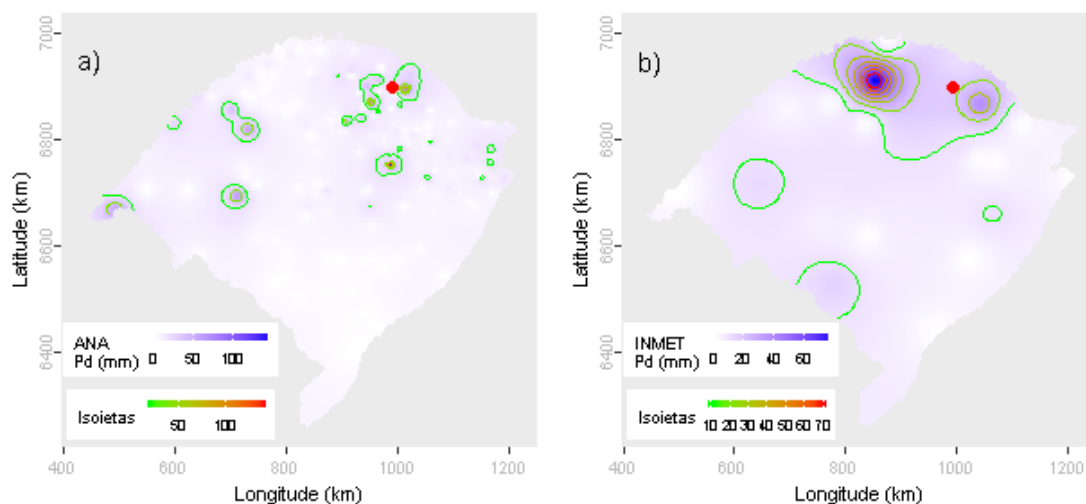 a)
Latitude (km)
7000
6800
6600
6400
ANA
Pd (mm) 0 50 100
Isoietas
50 100
400 600 800 1000 1200
Longitude (km)
b)
Latitude (km)
7000
6800
6600
6400
INMET
Pd (mm) 0 20 40 60
Isoietas
10 20 30 40 50 60 70
400 600 800 1000 1200
Longitude (km)